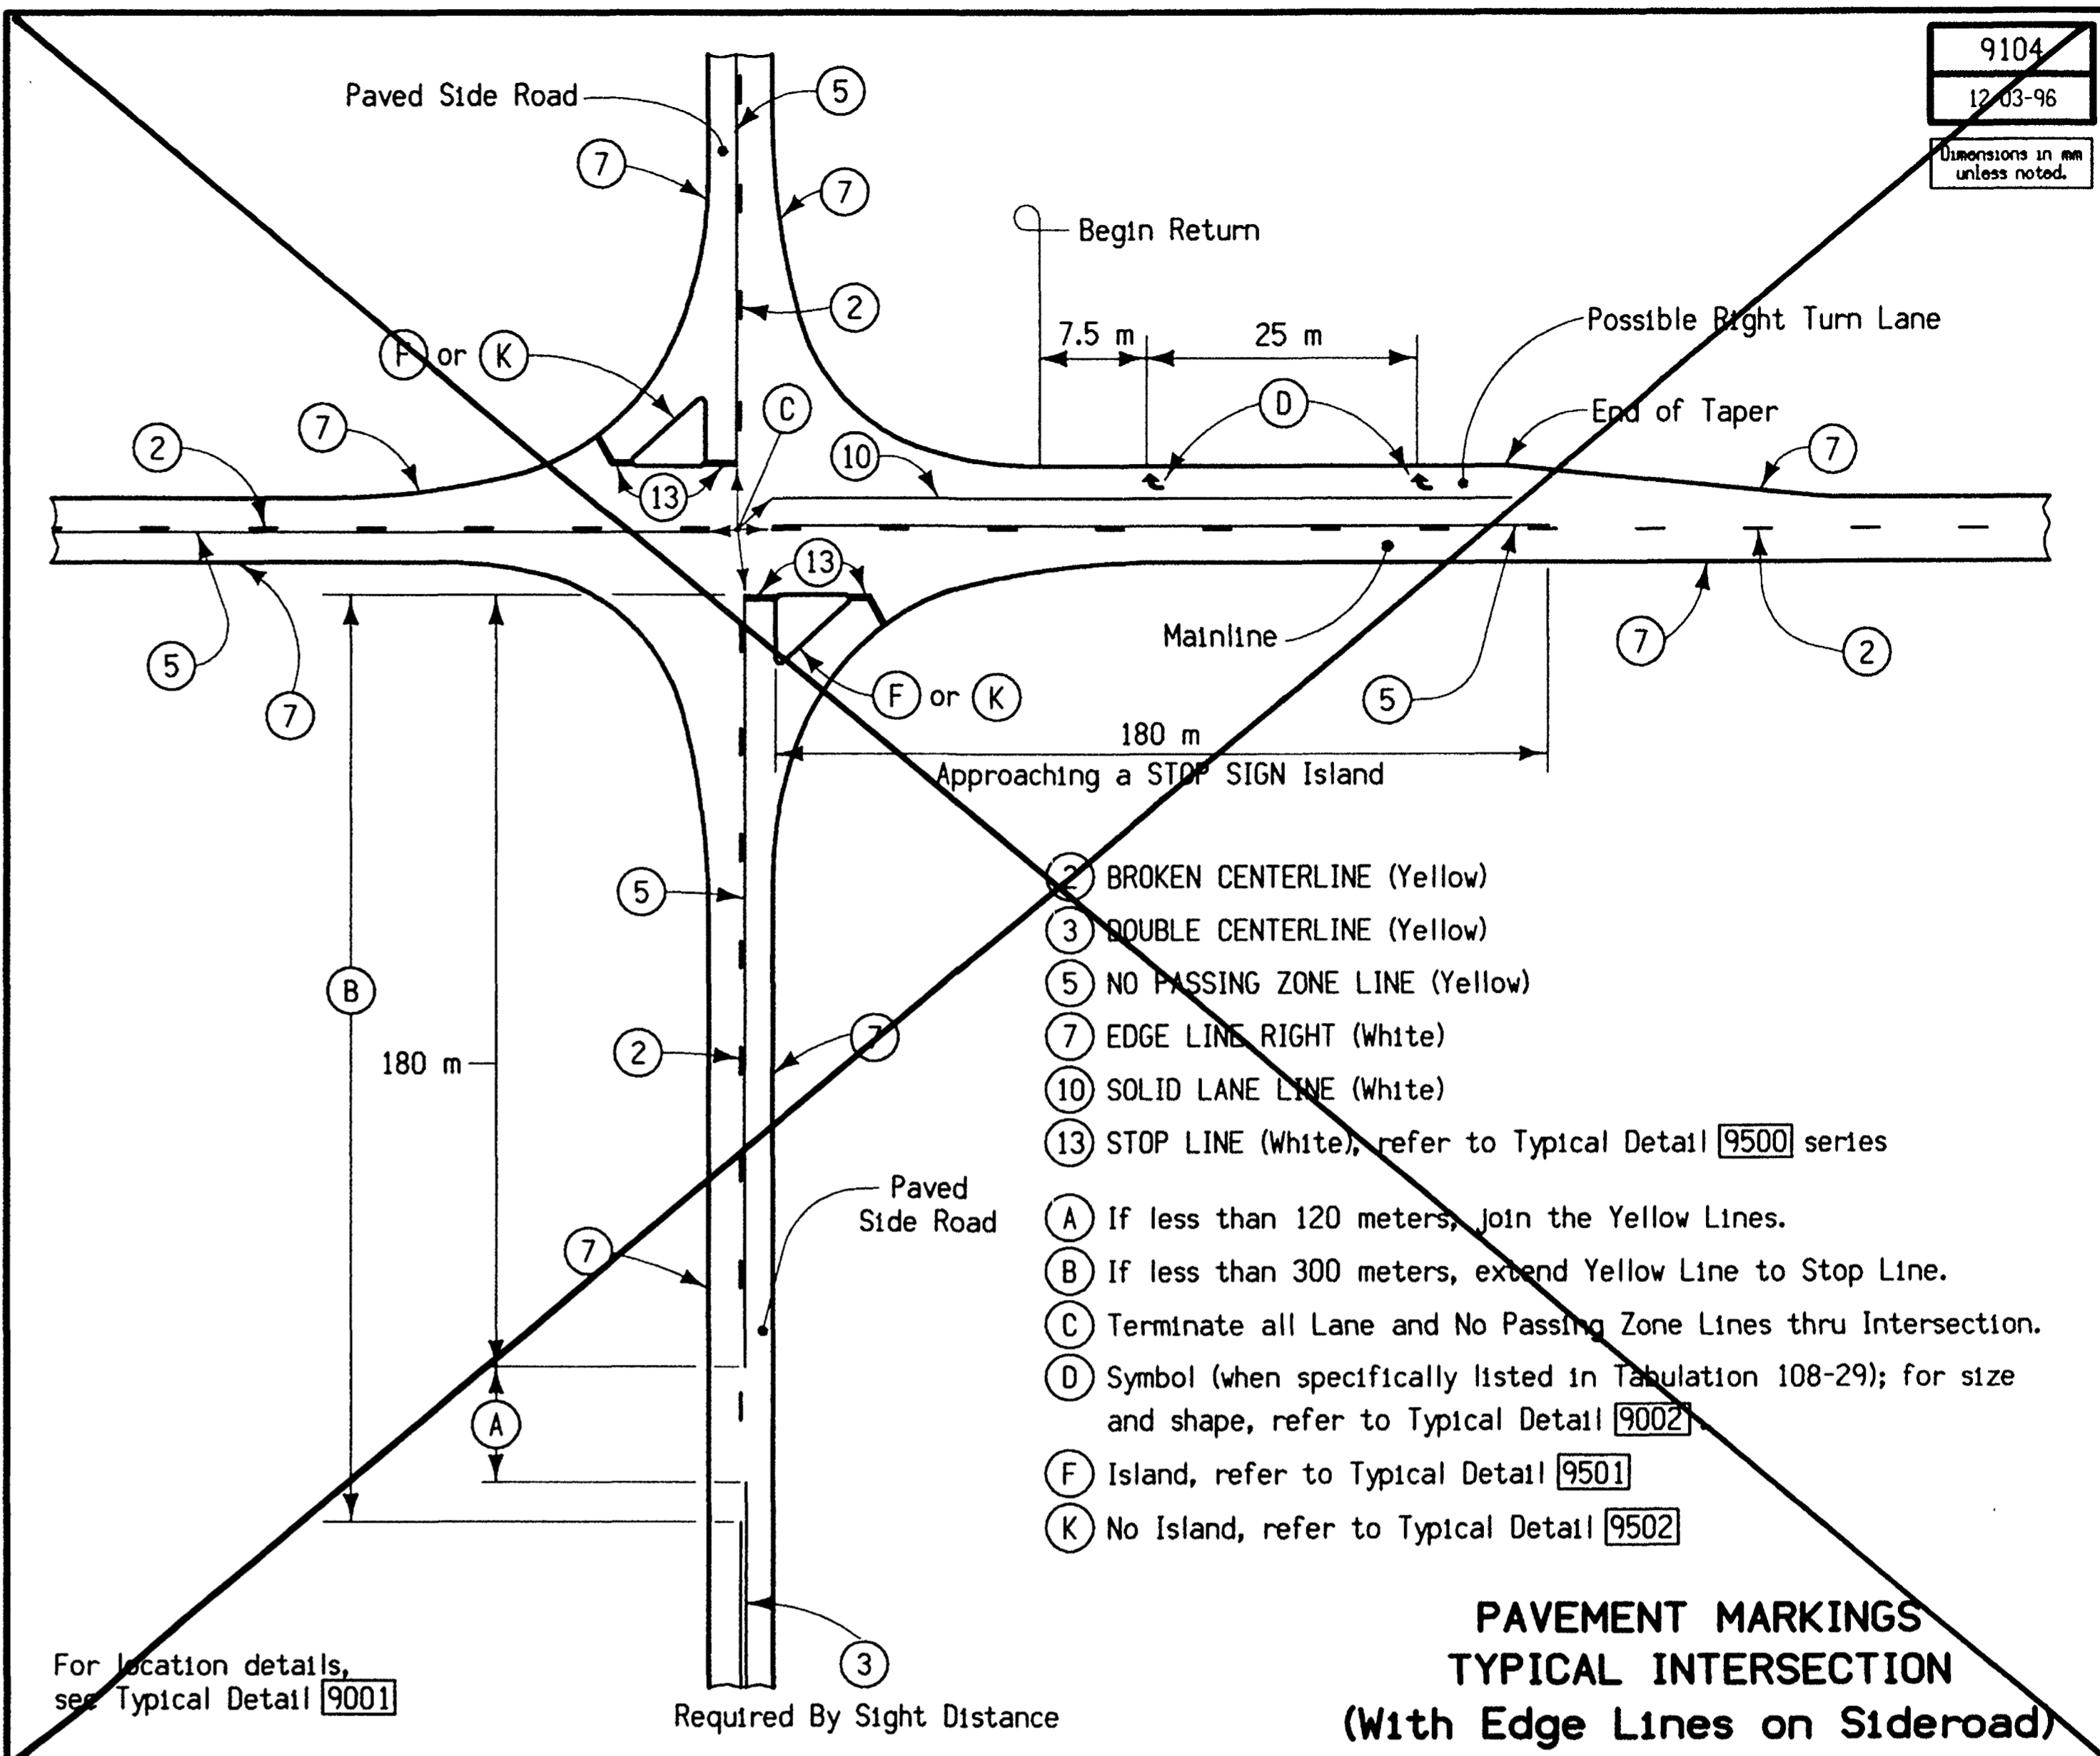 9104
12-03-96
Dimensions in mm
unless noted.
Paved Side Road
5
7
7
Begin Return
2
Possible Right Turn Lane
7.5 m
25 m
F or K
D
C
End of Taper
7
2
10
7
13
13
Mainline
7
2
5
F or K
5
7
180 m
Approaching a STOP SIGN Island
5
B
2
7
180 m
Paved
Side Road
7
A
3
Required By Sight Distance
2 BROKEN CENTERLINE (Yellow)
3 DOUBLE CENTERLINE (Yellow)
5 NO PASSING ZONE LINE (Yellow)
7 EDGE LINE RIGHT (White)
10 SOLID LANE LINE (White)
13 STOP LINE (White), refer to Typical Detail 9500 series
A If less than 120 meters, join the Yellow Lines.
B If less than 300 meters, extend Yellow Line to Stop Line.
C Terminate all Lane and No Passing Zone Lines thru Intersection.
D Symbol (when specifically listed in Tabulation 108-29); for size
and shape, refer to Typical Detail 9002.
F Island, refer to Typical Detail 9501
K No Island, refer to Typical Detail 9502
For location details,
see Typical Detail 9001
PAVEMENT MARKINGS
TYPICAL INTERSECTION
(With Edge Lines on Sideroad)